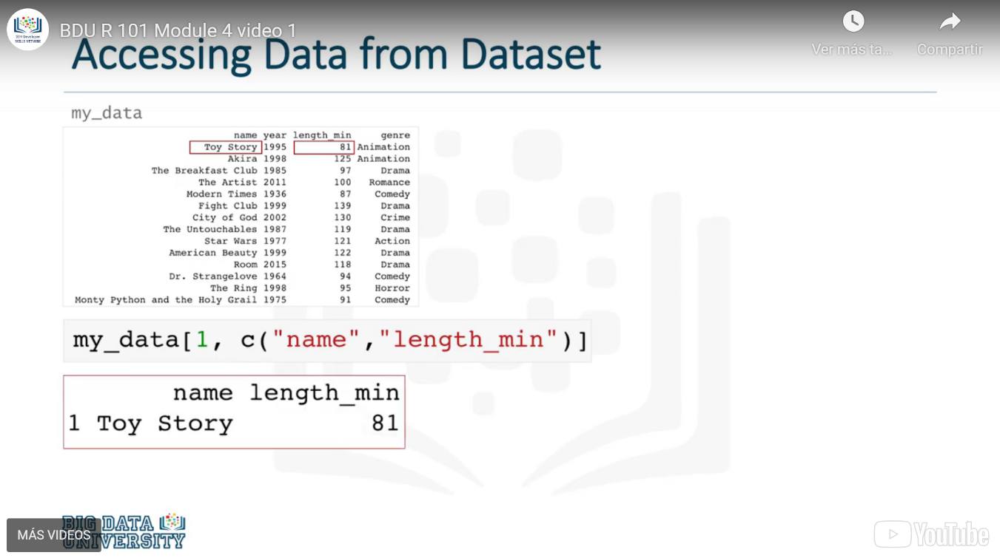 BDU R 101 Module 4 video 1
Ver más ta...
Compartir
Accessing Data from Dataset
my_data
name year length_min genre
Toy Story 1995 81 Animation
Akira 1998 125 Animation
The Breakfast Club 1985 97 Drama
The Artist 2011 100 Romance
Modern Times 1936 87 Comedy
Fight Club 1999 139 Drama
City of God 2002 130 Crime
The Untouchables 1987 119 Drama
Star Wars 1977 121 Action
American Beauty 1999 122 Drama
Room 2015 118 Drama
Dr. Strangelove 1964 94 Comedy
The Ring 1998 95 Horror
Monty Python and the Holy Grail 1975 91 Comedy
my_data[1, c("name","length_min")]
name length_min
1 Toy Story 81
BIG DATA
UNIVERSITY
MÁS VIDEOS
YouTube